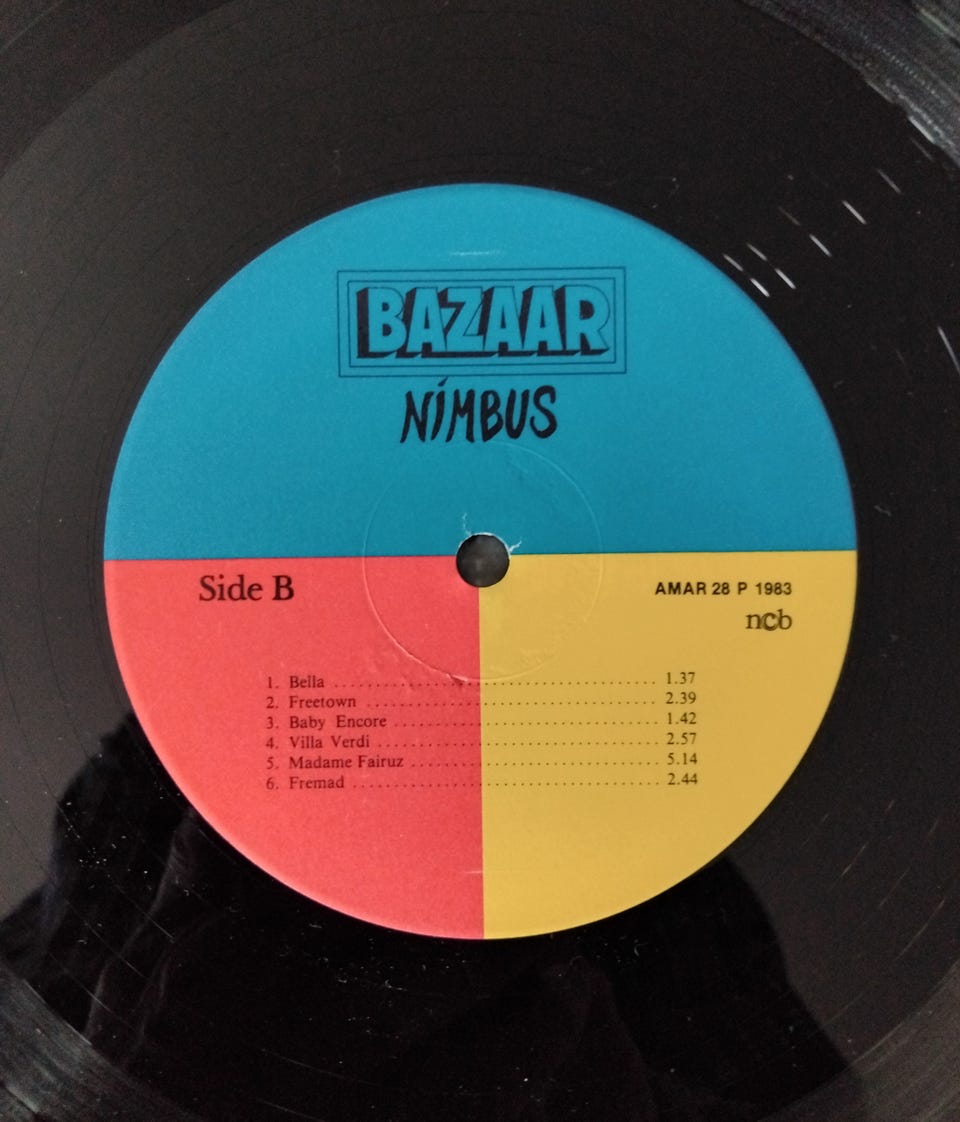 BAZAAR
NIMBUS
Side B
AMAR 28 P 1983
ncb
1. Bella ........................................ 1.37
2. Freetown .................................... 2.39
3. Baby Encore ................................. 1.42
4. Villa Verdi ................................... 2.57
5. Madame Fairuz .............................. 5.14
6. Fremad ...................................... 2.44